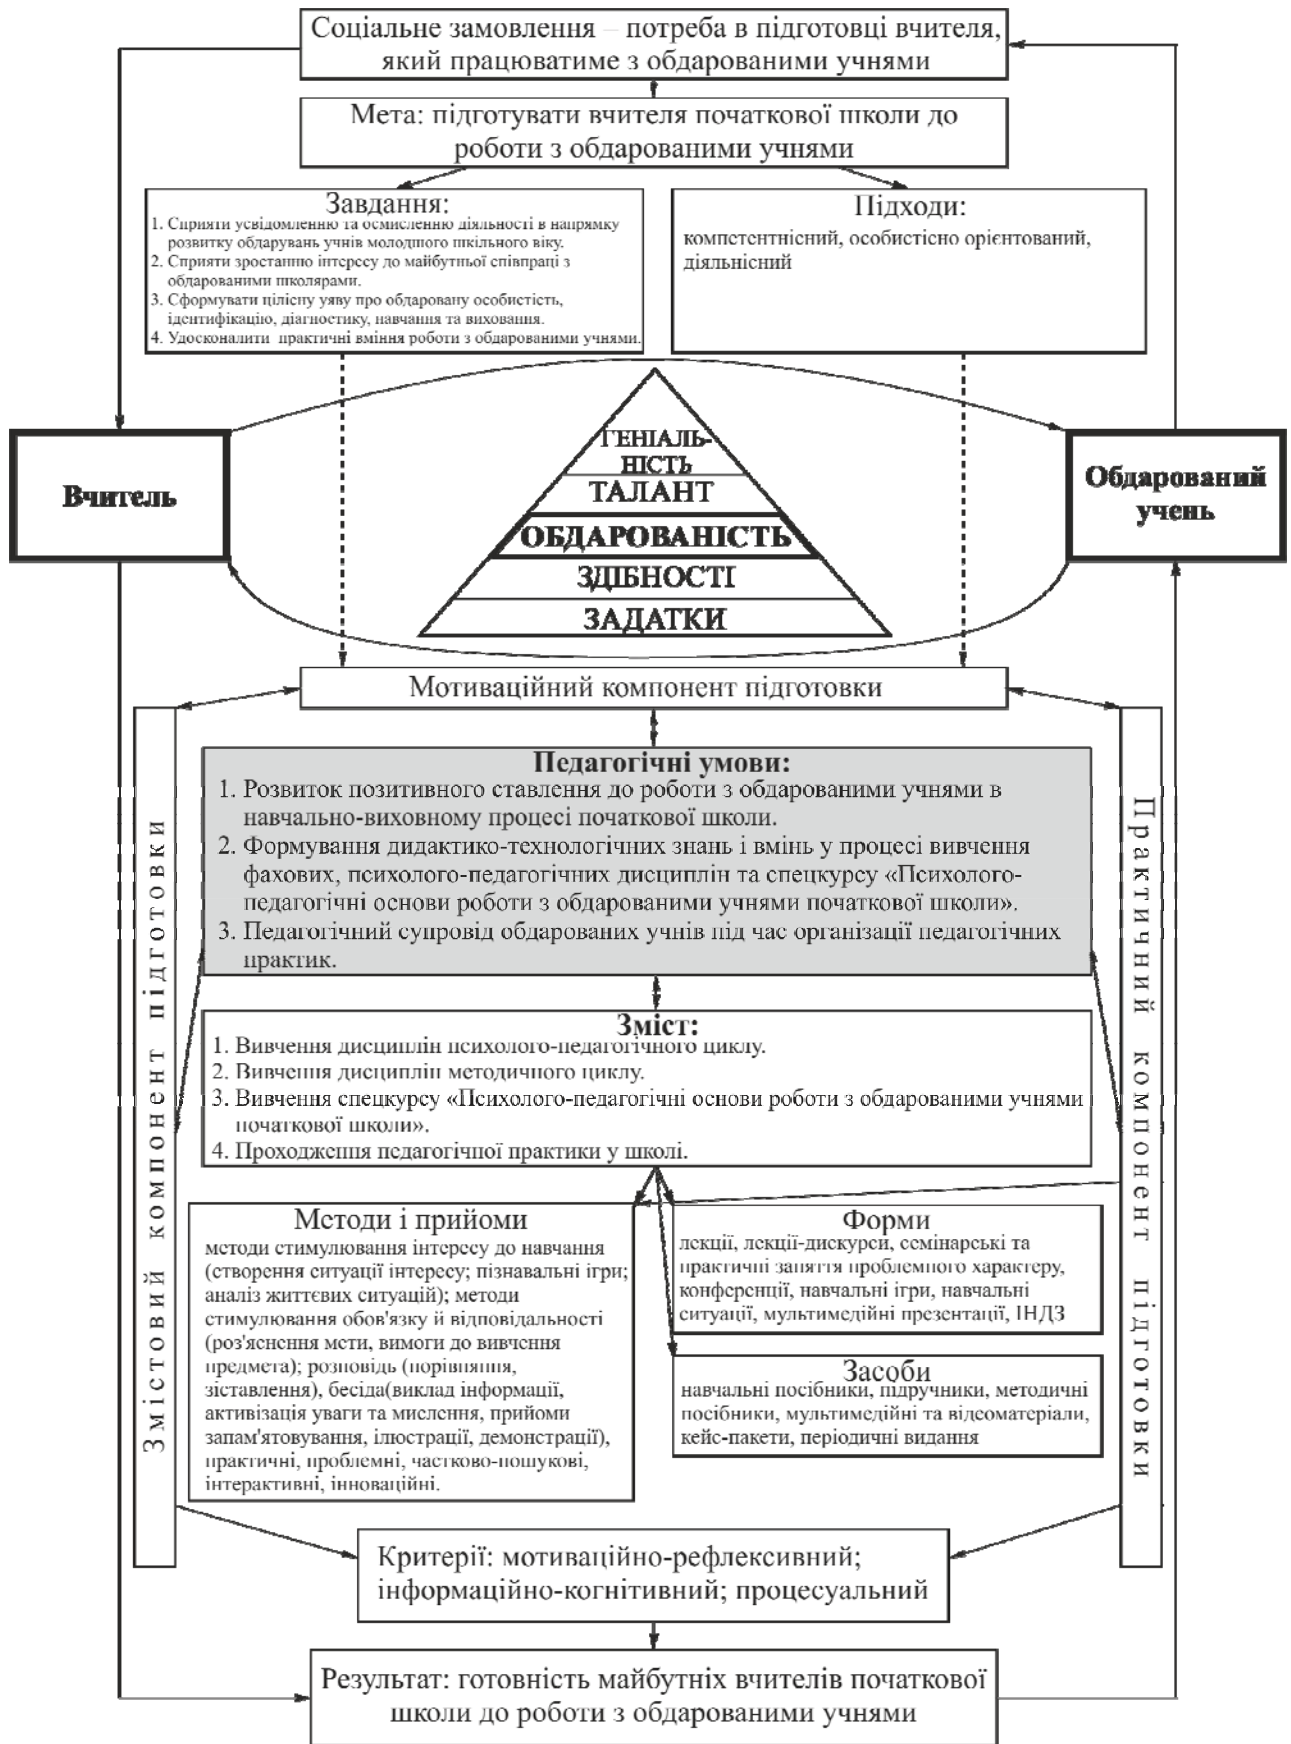 Соціальне замовлення – потреба в підготовці вчителя,
який працюватиме з обдарованими учнями
Мета: підготувати вчителя початкової школи до
роботи з обдарованими учнями
Завдання:
1. Сприяти усвідомленню та осмисленню діяльності в напрямку
розвитку обдарувань учнів молодшого шкільного віку.
2. Сприяти зростанню інтересу до майбутньої співпраці з
обдарованими школярами.
3. Сформувати цілісну уяву про обдаровану особистість,
ідентифікацію, діагностику, навчання та виховання.
4. Удосконалити практичні вміння роботи з обдарованими учнями.
Підходи:
компетентнісний, особистісно орієнтований,
діяльнісний
Вчитель
ГЕНІАЛЬ-
НІСТЬ
ТАЛАНТ
ОБДАРОВАНІСТЬ
ЗДІБНОСТІ
ЗАДАТКИ
Обдарований
учень
Мотиваційний компонент підготовки
Змістовий компонент підготовки
Педагогічні умови:
1. Розвиток позитивного ставлення до роботи з обдарованими учнями в
навчально-виховному процесі початкової школи.
2. Формування дидактико-технологічних знань і вмінь у процесі вивчення
фахових, психолого-педагогічних дисциплін та спецкурсу «Психолого-
педагогічні основи роботи з обдарованими учнями початкової школи».
3. Педагогічний супровід обдарованих учнів під час організації педагогічних
практик.
Практичний компонент підготовки
Зміст:
1. Вивчення дисциплін психолого-педагогічного циклу.
2. Вивчення дисциплін методичного циклу.
3. Вивчення спецкурсу «Психолого-педагогічні основи роботи з обдарованими учнями
початкової школи».
4. Проходження педагогічної практики у школі.
Методи і прийоми
методи стимулювання інтересу до навчання
(створення ситуації інтересу; пізнавальні ігри;
аналіз життєвих ситуацій); методи
стимулювання обов'язку й відповідальності
(роз'яснення мети, вимоги до вивчення
предмета); розповідь (порівняння,
зіставлення), бесіда(виклад інформації,
активізація уваги та мислення, прийоми
запам'ятовування, ілюстрації, демонстрації),
практичні, проблемні, частково-пошукові,
інтерактивні, інноваційні.
Форми
лекції, лекції-дискурси, семінарські та
практичні заняття проблемного характеру,
конференції, навчальні ігри, навчальні
ситуації, мультимедійні презентації, ІНДЗ
Засоби
навчальні посібники, підручники, методичні
посібники, мультимедійні та відеоматеріали,
кейс-пакети, періодичні видання
Критерії: мотиваційно-рефлексивний;
інформаційно-когнітивний; процесуальний
Результат: готовність майбутніх вчителів початкової
школи до роботи з обдарованими учнями